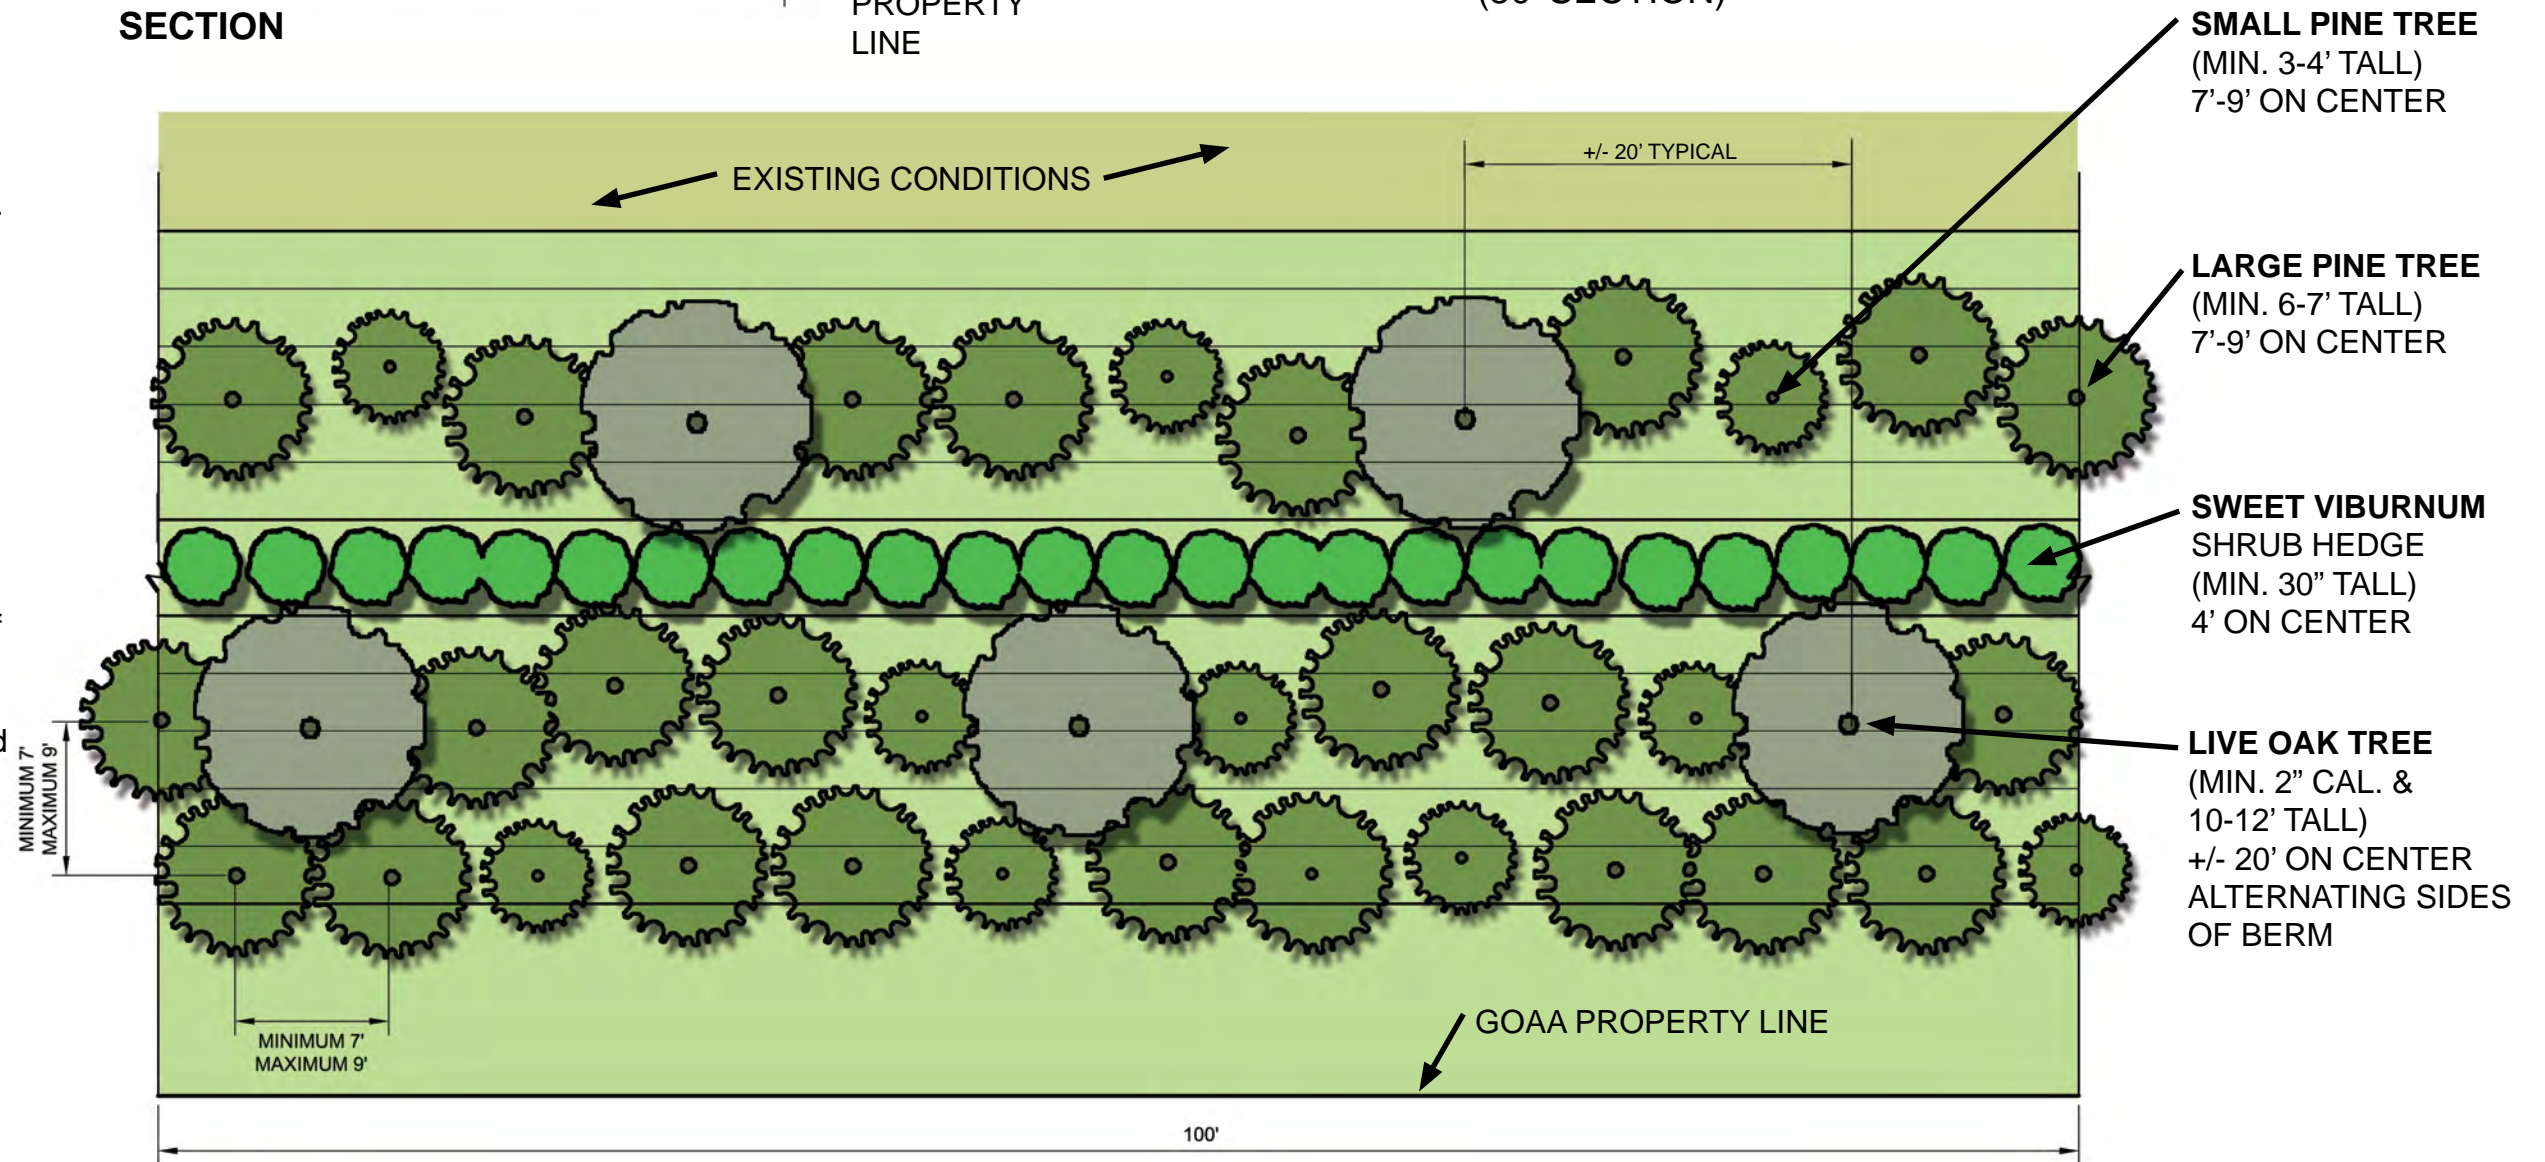 SECTION
PROPERTY
LINE
SMALL PINE TREE
(MIN. 3-4’ TALL)
7’-9’ ON CENTER
+/- 20’ TYPICAL
EXISTING CONDITIONS
LARGE PINE TREE
(MIN. 6-7’ TALL)
7’-9’ ON CENTER
SWEET VIBURNUM
SHRUB HEDGE
(MIN. 30” TALL)
4’ ON CENTER
LIVE OAK TREE
(MIN. 2” CAL. &
10-12’ TALL)
+/- 20’ ON CENTER
ALTERNATING SIDES
OF BERM
MINIMUM 7'
MAXIMUM 9'
MINIMUM 7'
MAXIMUM 9'
GOAA PROPERTY LINE
100'